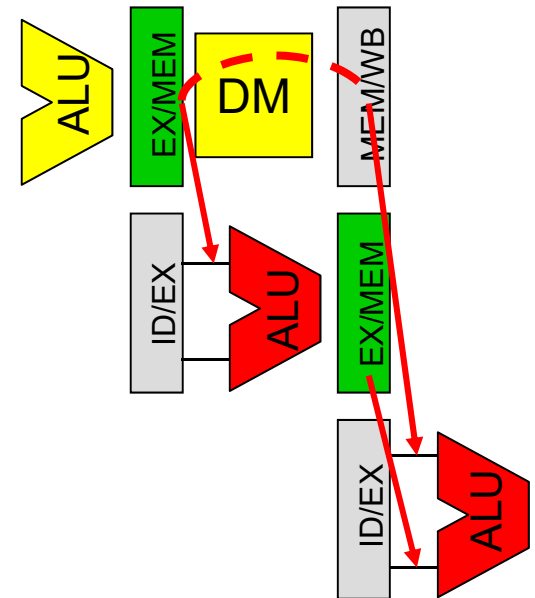 ALU
EX/MEM
DM
MEM/WB
ID/EX
ALU
EX/MEM
ID/EX
ALU